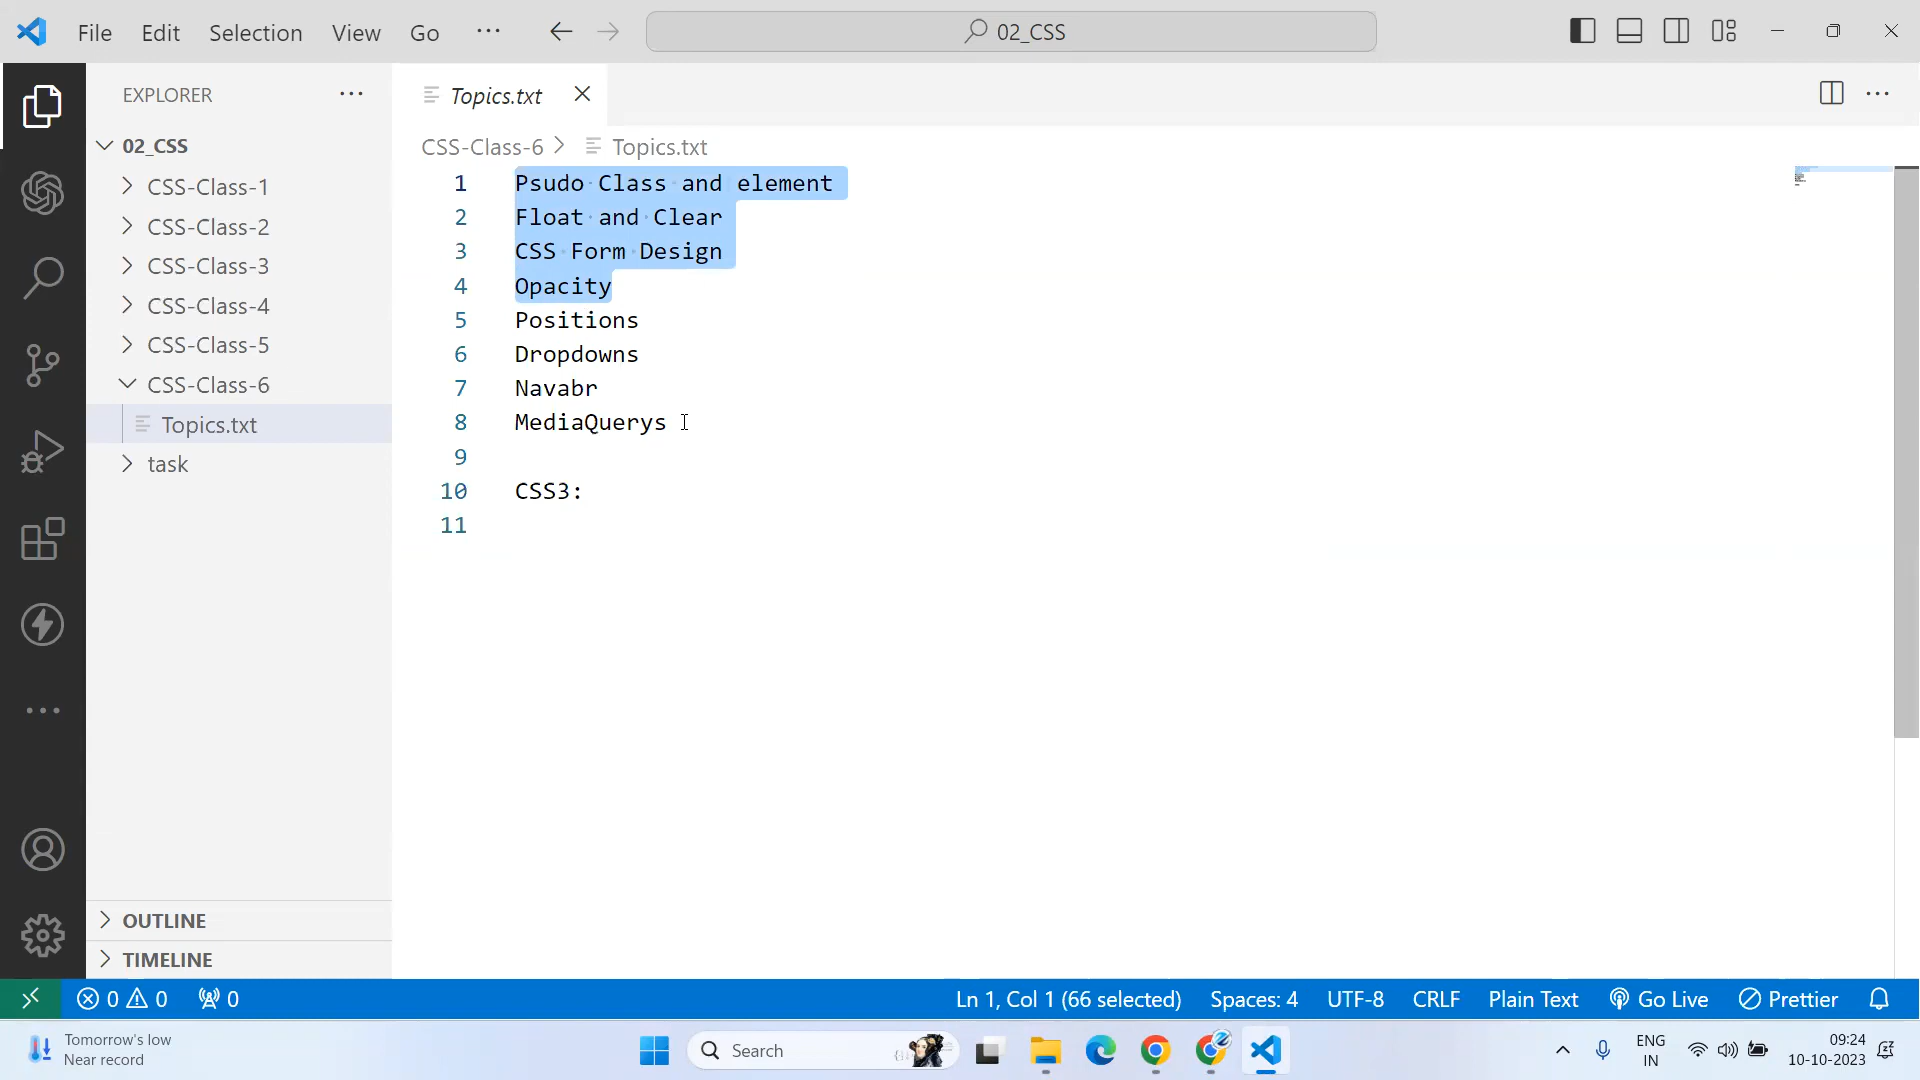 File Edit Selection View Go ··· 02_CSS
EXPLORER ···
02_CSS
CSS-Class-1
CSS-Class-2
CSS-Class-3
CSS-Class-4
CSS-Class-5
CSS-Class-6
Topics.txt
task
OUTLINE
TIMELINE
Topics.txt
CSS-Class-6 > Topics.txt
1 Psudo Class and element
2 Float and Clear
3 CSS Form Design
4 Opacity
5 Positions
6 Dropdowns
7 Navabr
8 MediaQuerys
9
10 CSS3:
11
0 0 0 Ln 1, Col 1 (66 selected) Spaces: 4 UTF-8 CRLF Plain Text Go Live Prettier
Tomorrow's low
Near record
Search
ENG
IN
09:24
10-10-2023